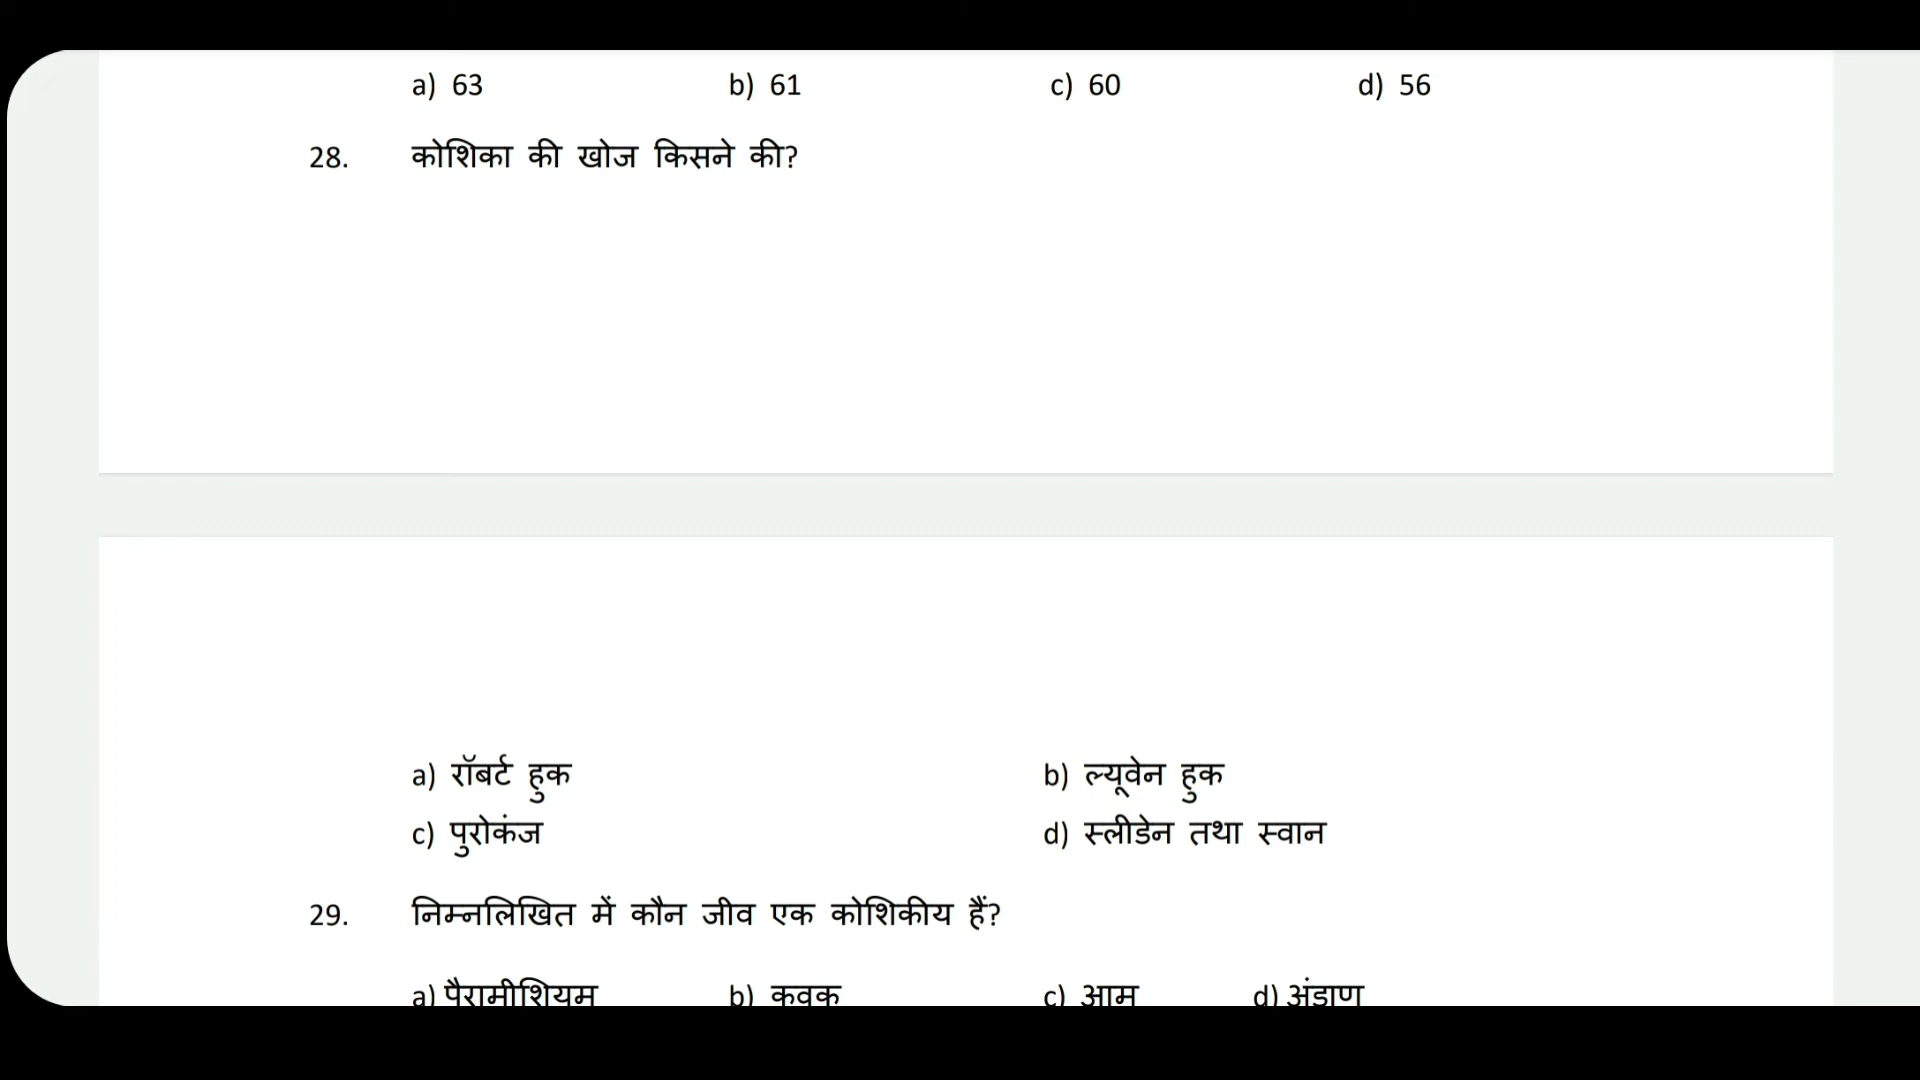 a) 63 b) 61 c) 60 d) 56
28. कोशिका की खोज किसने की?
a) रॉबर्ट हुक b) ल्यूवेन हुक
c) पुरोकंज d) स्लीडेन तथा स्वान
29. निम्नलिखित में कौन जीव एक कोशिकीय हैं?
a) पैरामीशियम b) कवक c) आम d) अंडाण